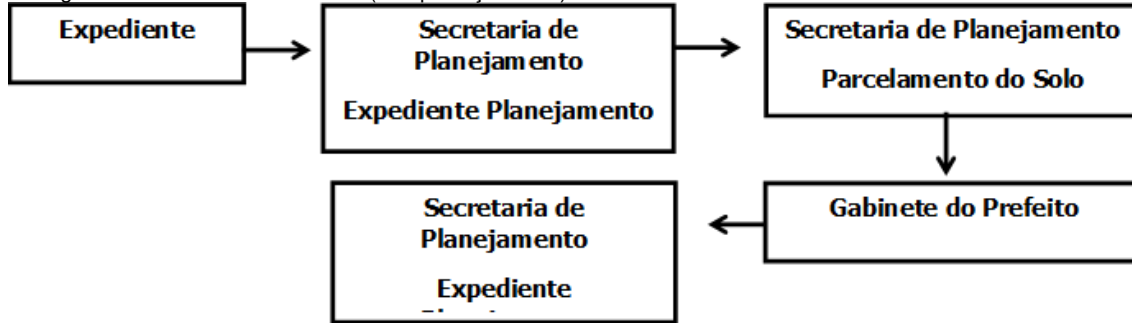 Expediente
Secretaria de
Planejamento
Expediente Planejamento
Secretaria de Planejamento
Parcelamento do Solo
Gabinete do Prefeito
Secretaria de
Planejamento
Expediente